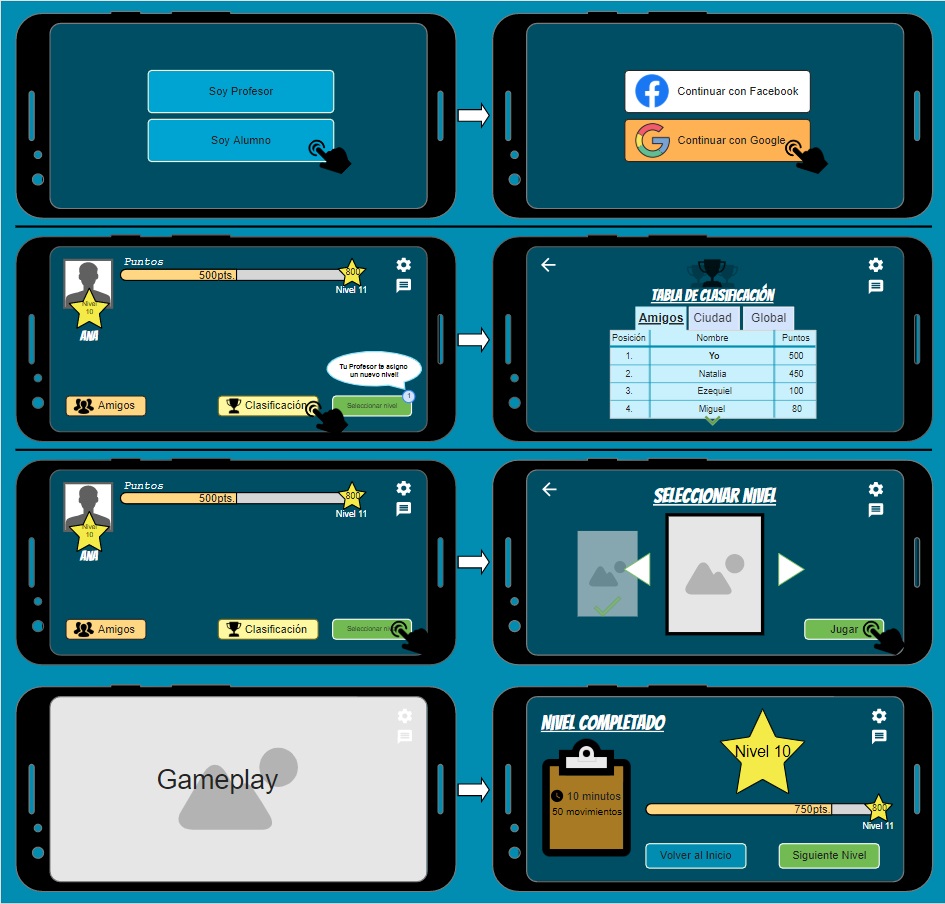 Soy Profesor
Soy Alumno
Continuar con Facebook
Continuar con Google
Puntos
500pts.
800
Nivel 11
Nivel
10
ANA
Tu Profesor te asigno
un nuevo nivel!
1
Amigos
Clasificación
Seleccionar nivel
TABLA DE CLASIFICACIÓN
Amigos Ciudad Global
Posición Nombre Puntos
1. Yo 500
2. Natalia 450
3. Ezequiel 100
4. Miguel 80
Puntos
500pts.
800
Nivel 11
Nivel
10
ANA
Amigos
Clasificación
Seleccionar ni
SELECCIONAR NIVEL
Jugar
Gameplay
NIVEL COMPLETADO
Nivel 10
10 minutos
50 movimientos
750pts.
800
Nivel 11
Volver al Inicio
Siguiente Nivel